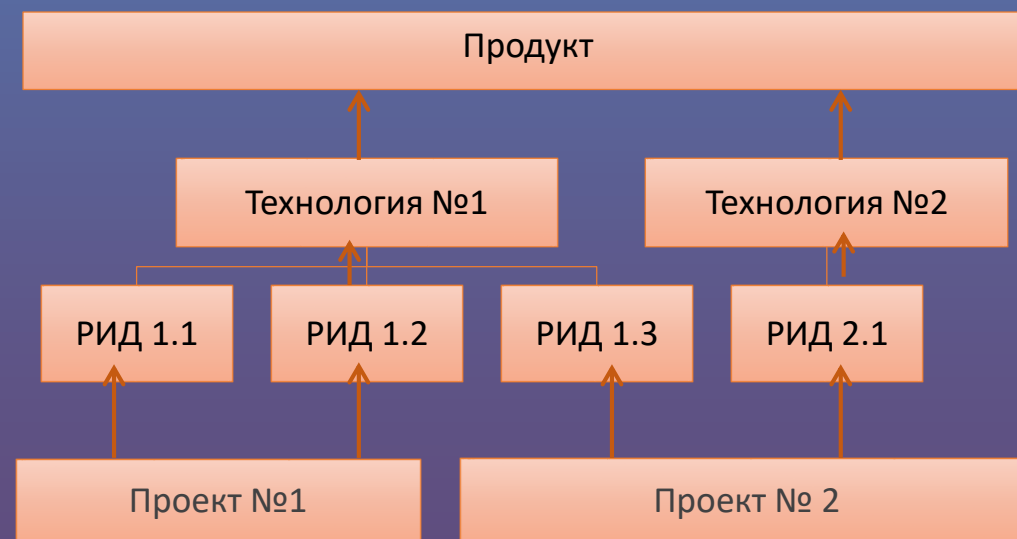 Продукт
Технология №1
Технология №2
РИД 1.1
РИД 1.2
РИД 1.3
РИД 2.1
Проект №1
Проект № 2